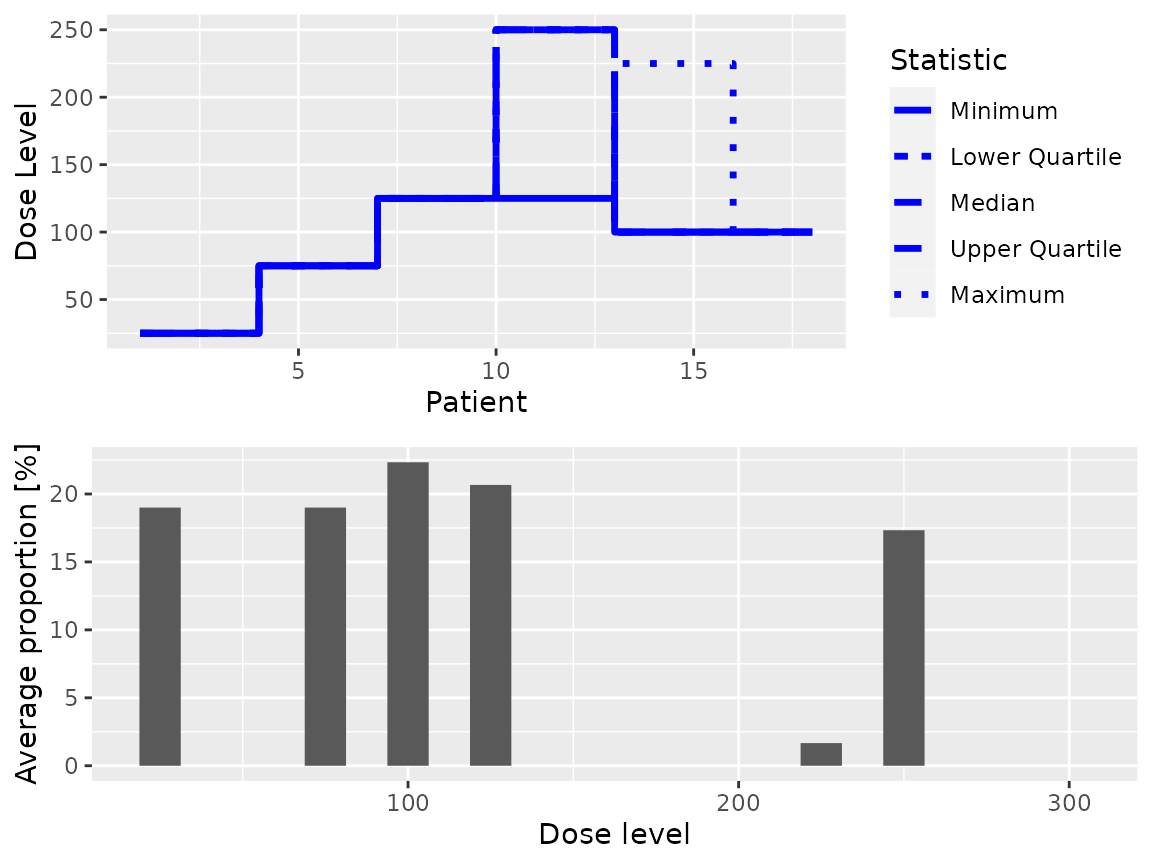 250
200
150
100
50
Dose Level
5 10 15
Patient
Statistic
Minimum
Lower Quartile
Median
Upper Quartile
Maximum
20
15
10
5
0
Average proportion [%]
100 200 300
Dose level